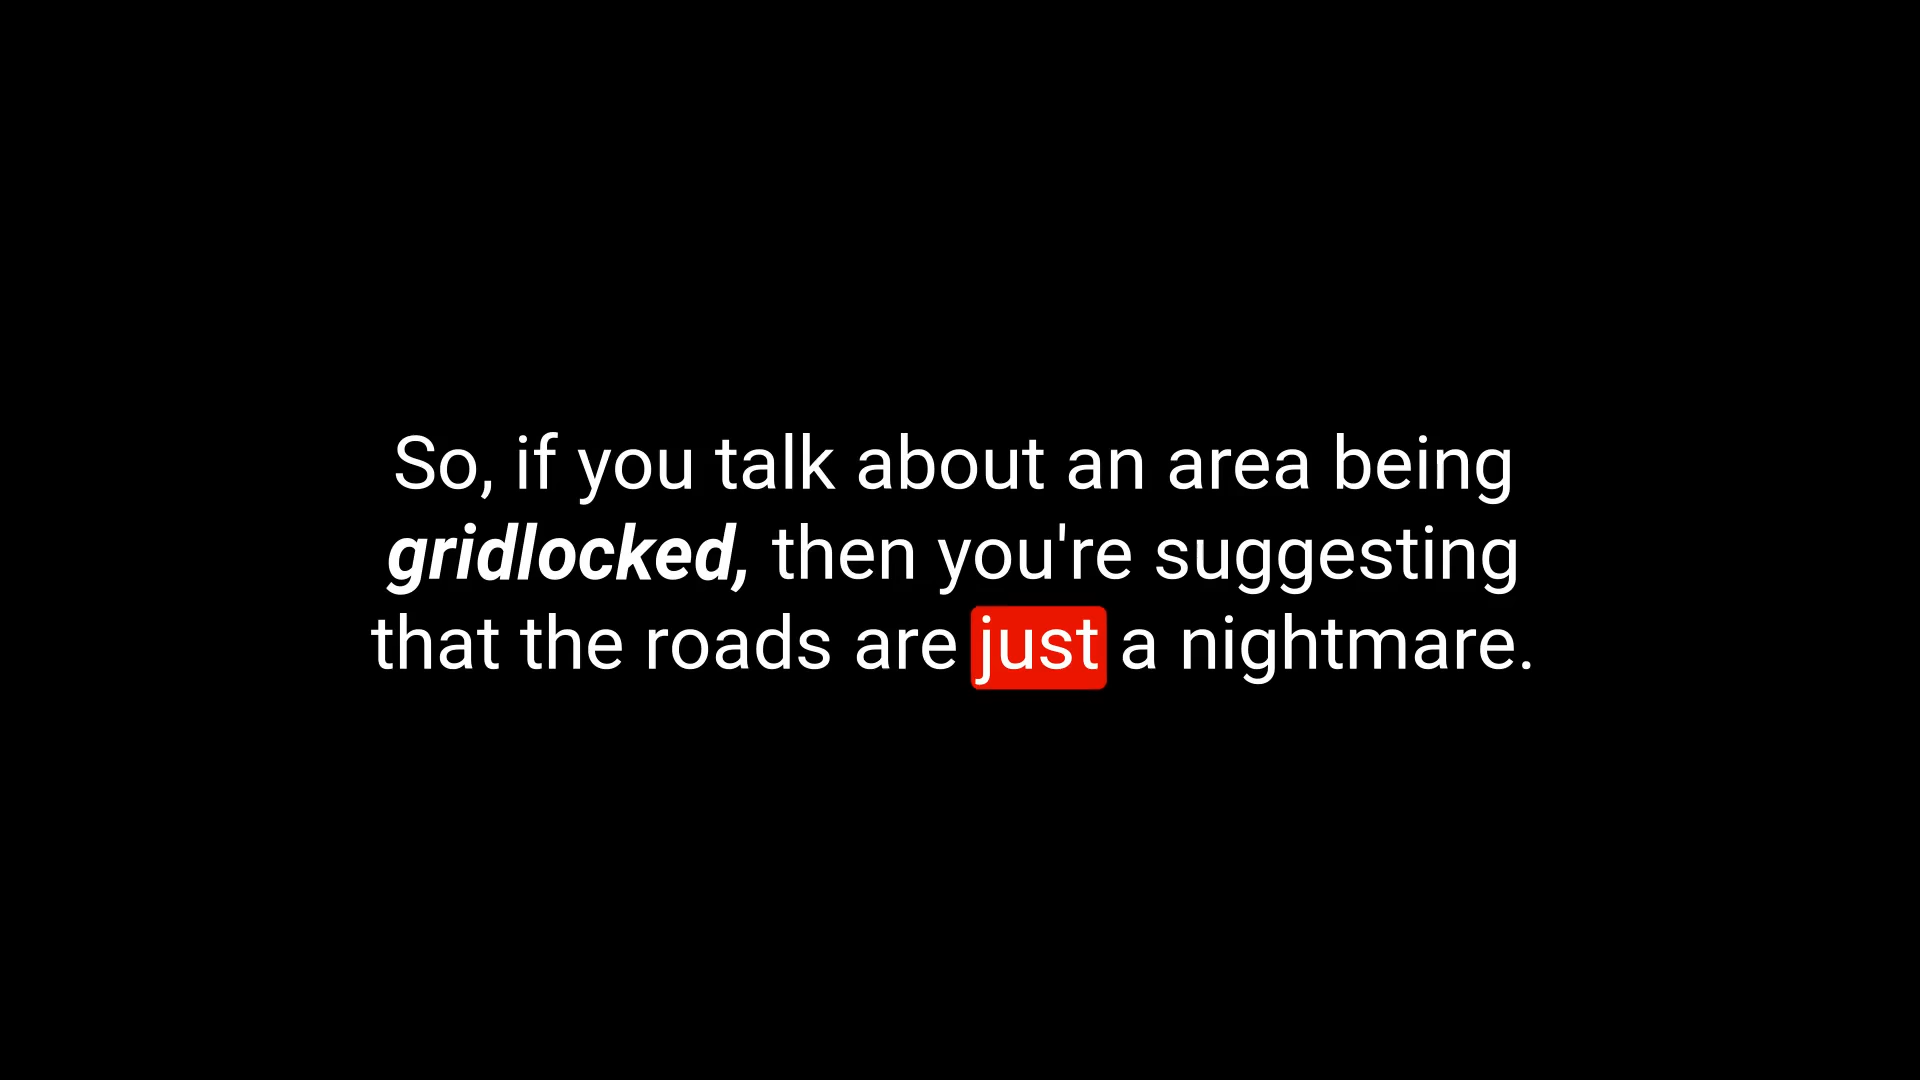 So, if you talk about an area being
gridlocked, then you're suggesting
that the roads are just a nightmare.